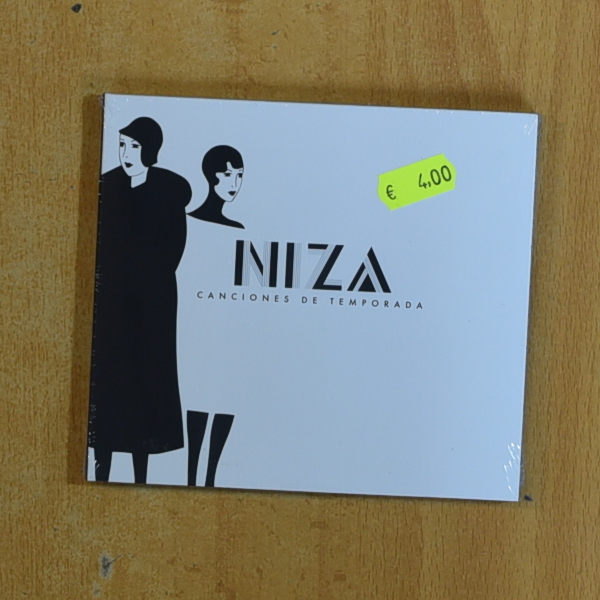 € 4,00
NIZA
CANCIONES DE TEMPORADA